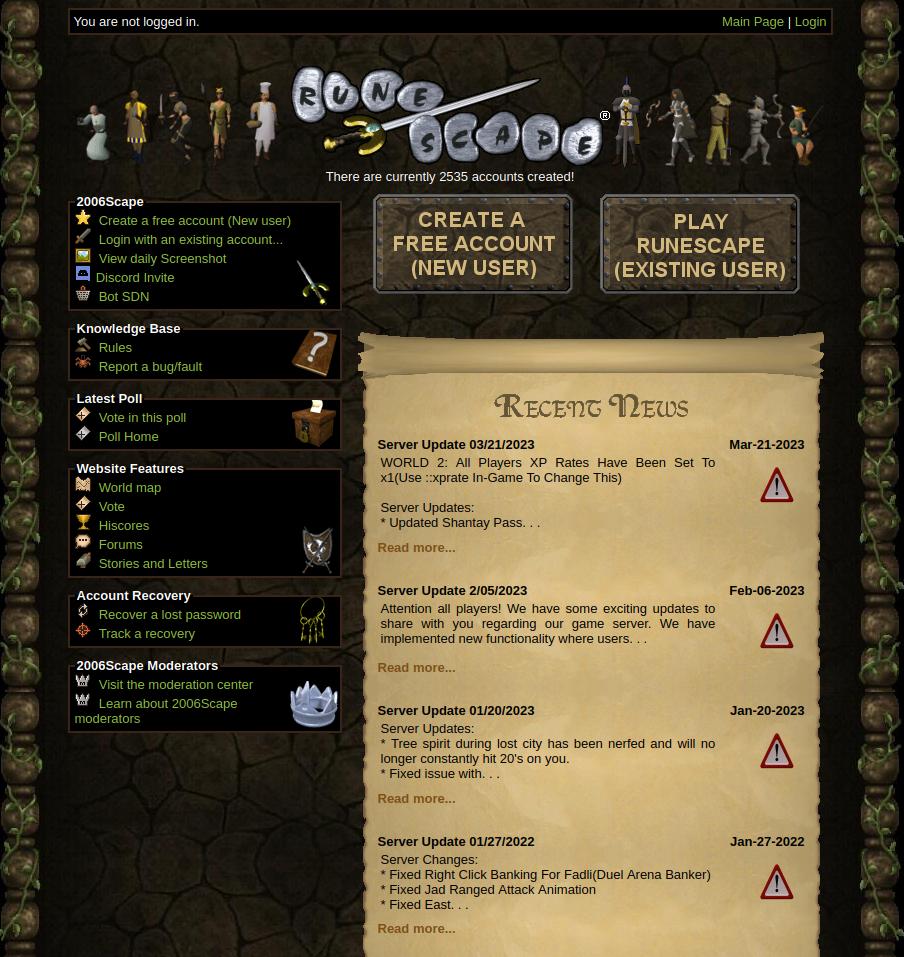 You are not logged in.
Main Page | Login
RUNE
SCAPE®
There are currently 2535 accounts created!
2006Scape
Create a free account (New user)
Login with an existing account...
View daily Screenshot
Discord Invite
Bot SDN
Knowledge Base
Rules
Report a bug/fault
Latest Poll
Vote in this poll
Poll Home
Website Features
World map
Vote
Hiscores
Forums
Stories and Letters
Account Recovery
Recover a lost password
Track a recovery
2006Scape Moderators
Visit the moderation center
Learn about 2006Scape
moderators
CREATE A
FREE ACCOUNT
(NEW USER)
PLAY
RUNESCAPE
(EXISTING USER)
Recent News
Server Update 03/21/2023
Mar-21-2023
WORLD 2: All Players XP Rates Have Been Set To
x1(Use ::xprate In-Game To Change This)
Server Updates:
* Updated Shantay Pass. . .
Read more...
Server Update 2/05/2023
Feb-06-2023
Attention all players! We have some exciting updates to
share with you regarding our game server. We have
implemented new functionality where users. . .
Read more...
Server Update 01/20/2023
Jan-20-2023
Server Updates:
* Tree spirit during lost city has been nerfed and will no
longer constantly hit 20's on you.
* Fixed issue with. . .
Read more...
Server Update 01/27/2022
Jan-27-2022
Server Changes:
* Fixed Right Click Banking For Fadli(Duel Arena Banker)
* Fixed Jad Ranged Attack Animation
* Fixed East. . .
Read more...